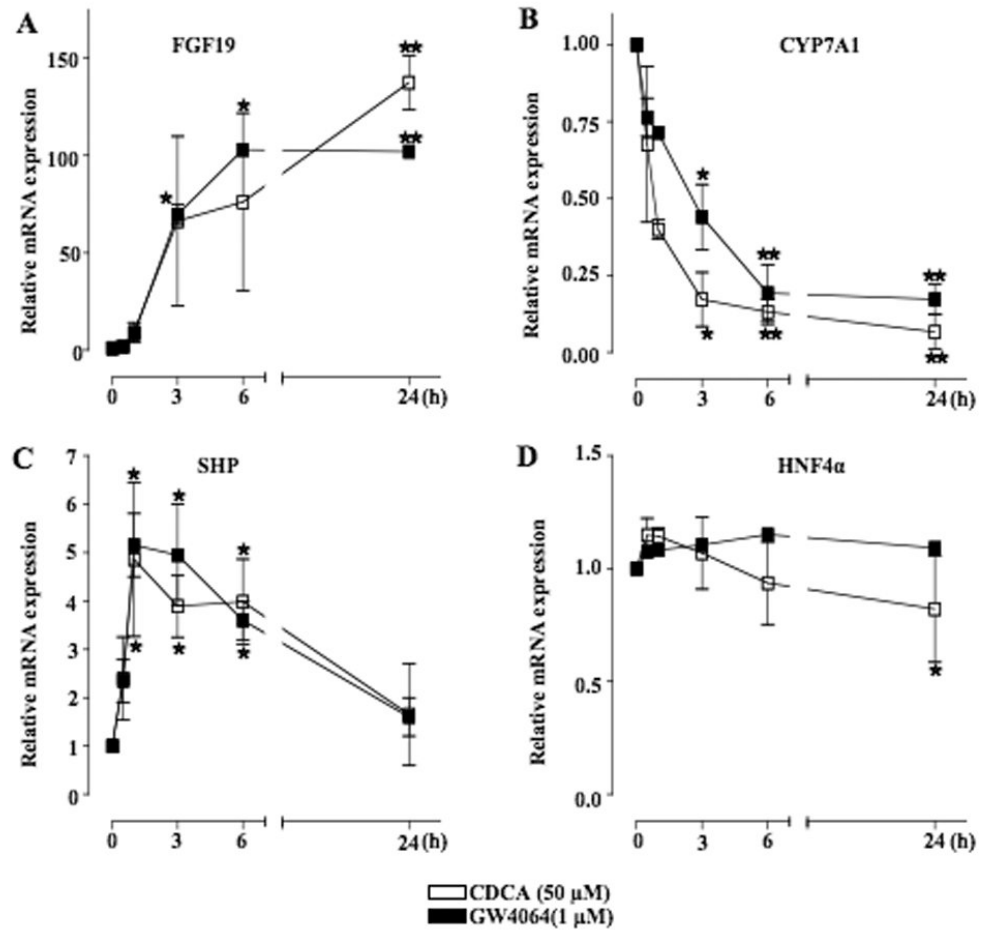 A
FGF19
Relative mRNA expression
150
100
50
0
★★
★
★★
★
0 3 6 24 (h)
B
CYP7A1
Relative mRNA expression
1.00
0.75
0.50
0.25
0.00
★
★★
★★
★
★★
★★
0 3 6 24 (h)
C
SHP
Relative mRNA expression
7
6
5
4
3
2
1
0
★
★
★
★
★
★
0 3 6 24 (h)
D
HNF4α
Relative mRNA expression
1.5
1.0
0.5
0.0
★
0 3 6 24 (h)
CDCA (50 μM)
GW4064(1 μM)